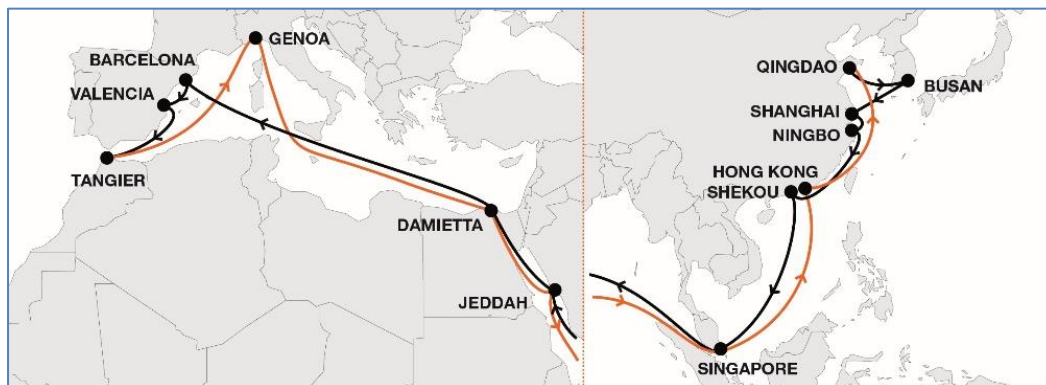 GENOA
BARCELONA
VALENCIA
TANGIER
DAMIETTA
JEDDAH
QINGDAO
BUSAN
SHANGHAI
NINGBO
HONG KONG
SHEKOU
SINGAPORE